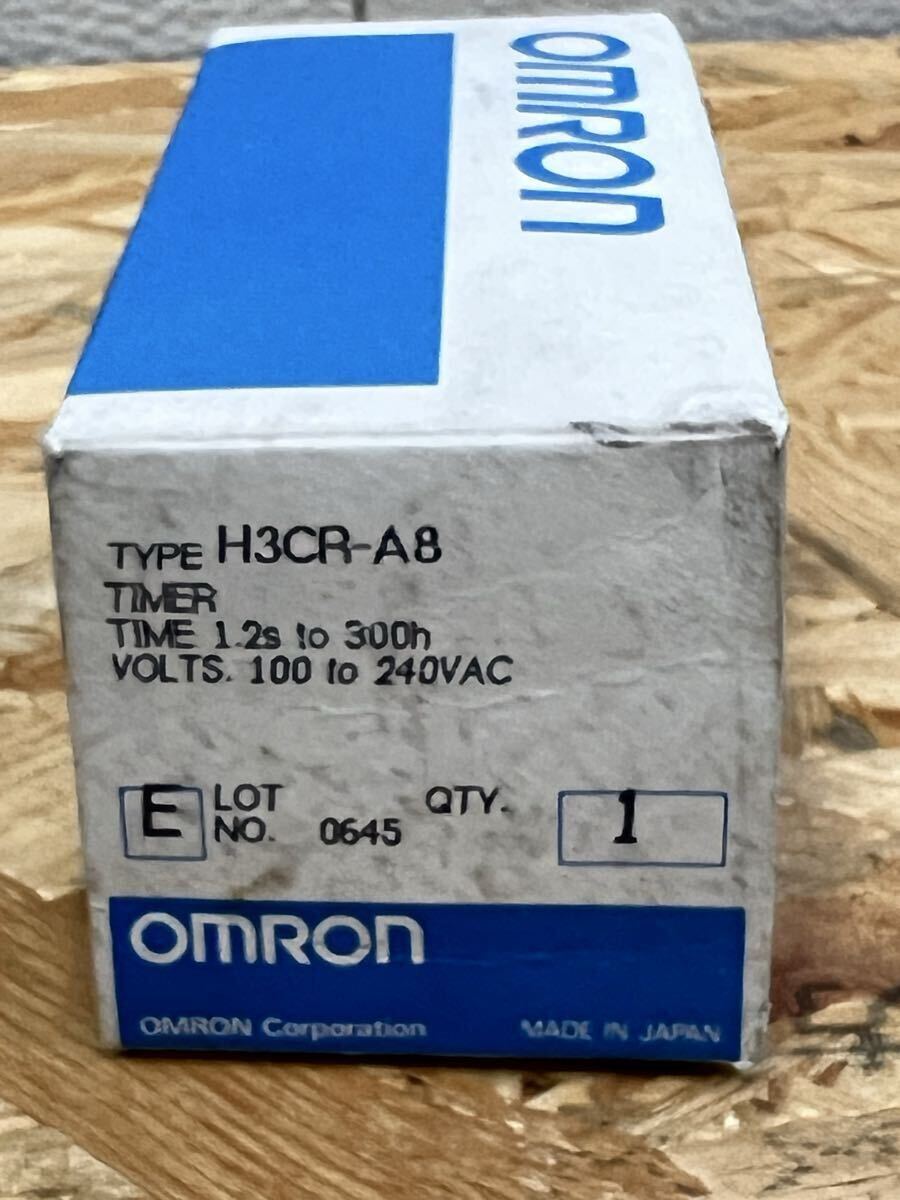 OMRON
TYPE H3CR-A8
TIMER
TIME 1.2s to 300h
VOLTS. 100 to 240VAC
E LOT NO. 0645 QTY. 1
OMRON
OMRON Corporation MADE IN JAPAN